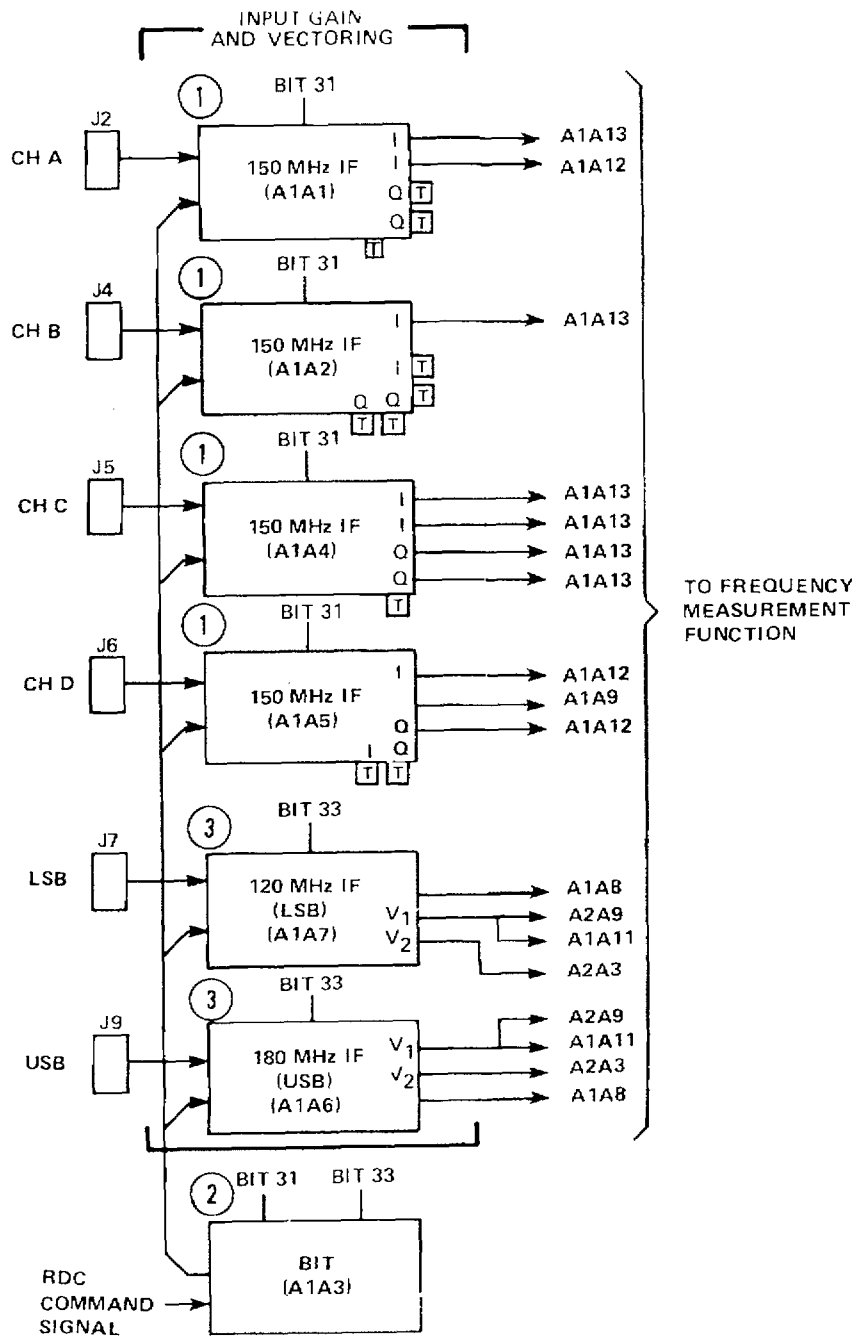 INPUT GAIN
AND VECTORING
1
BIT 31
J2
CH A
150 MHz IF
(A1A1)
I
I
Q T
Q T
T
A1A13
A1A12
1
BIT 31
J4
CH B
150 MHz IF
(A1A2)
I
I T
T
Q Q
T T
A1A13
1
BIT 31
J5
CH C
150 MHz IF
(A1A4)
I
I
Q
Q
T
A1A13
A1A13
A1A13
A1A13
TO FREQUENCY
MEASUREMENT
FUNCTION
1
BIT 31
J6
CH D
150 MHz IF
(A1A5)
I
Q
I Q
T T
A1A12
A1A9
A1A12
3
BIT 33
J7
LSB
120 MHz IF
(LSB)
(A1A7)
V1
V2
A1A8
A2A9
A1A11
A2A3
3
BIT 33
J9
USB
180 MHz IF
(USB)
(A1A6)
V1
V2
A2A9
A1A11
A2A3
A1A8
2
BIT 31
BIT 33
BIT
(A1A3)
RDC
COMMAND
SIGNAL